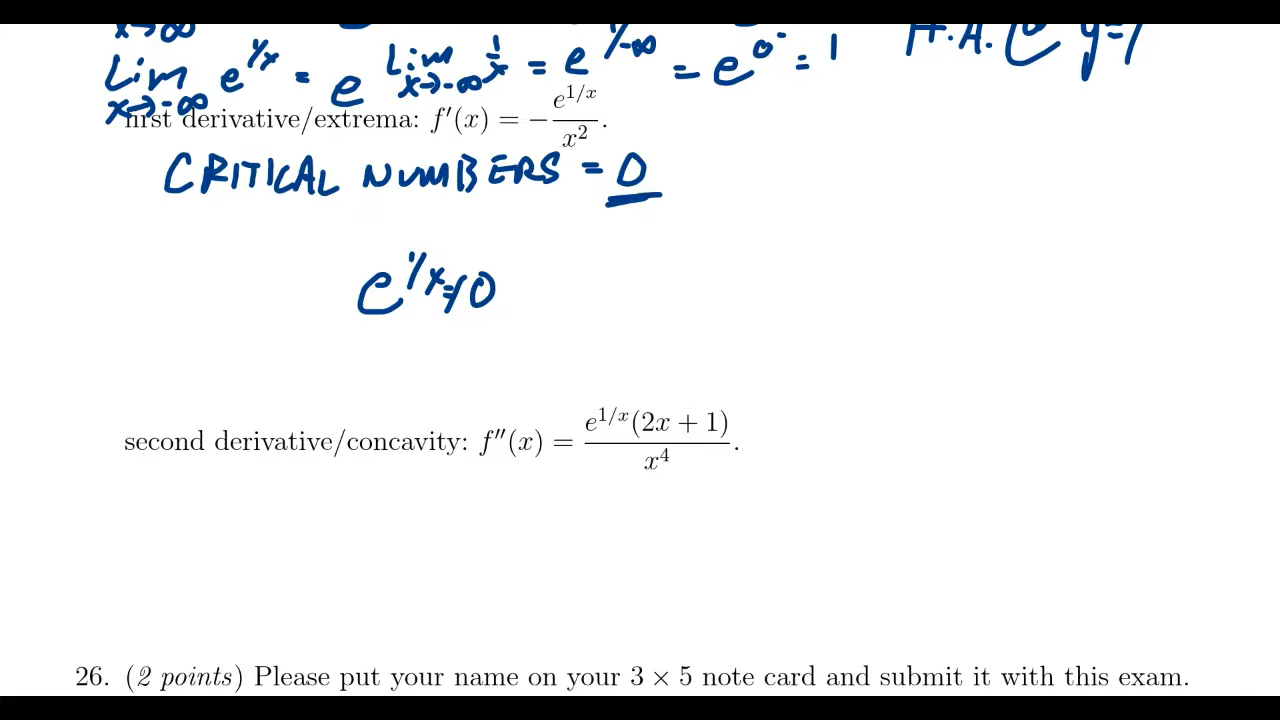 x→∞
Lim x→-∞ e^{1/x} = e^{Lim x→-∞ 1/x} = e^{1/-∞} = e^{0^-} = 1 H.A. @ y=1
first derivative/extrema: f′(x) = −e^{1/x}/x^2.
CRITICAL NUMBERS = 0
e^{1/x} ≠ 0
second derivative/concavity: f″(x) = e^{1/x}(2x + 1)/x^4.
26. (2 points) Please put your name on your 3 × 5 note card and submit it with this exam.